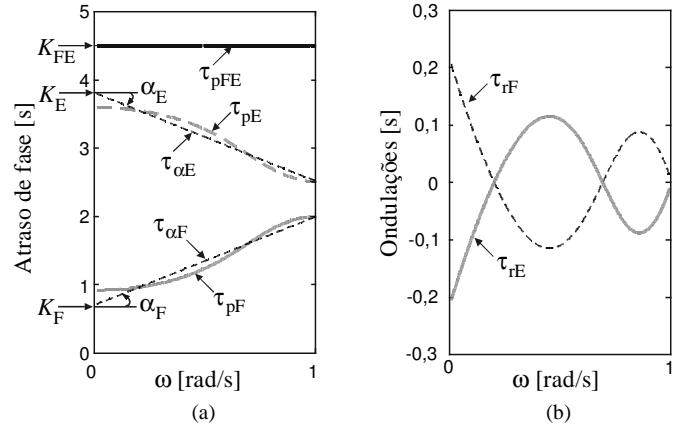 Atraso de fase [s]
5
K_FE
τ_pFE
4
K_E
α_E
τ_pE
3
τ_αE
2
τ_αF
1
K_F
α_F
τ_pF
0
0
1
ω [rad/s]
(a)
Ondulações [s]
0,3
0,2
τ_rF
0,1
0
-0,1
τ_rE
-0,2
-0,3
0
1
ω [rad/s]
(b)